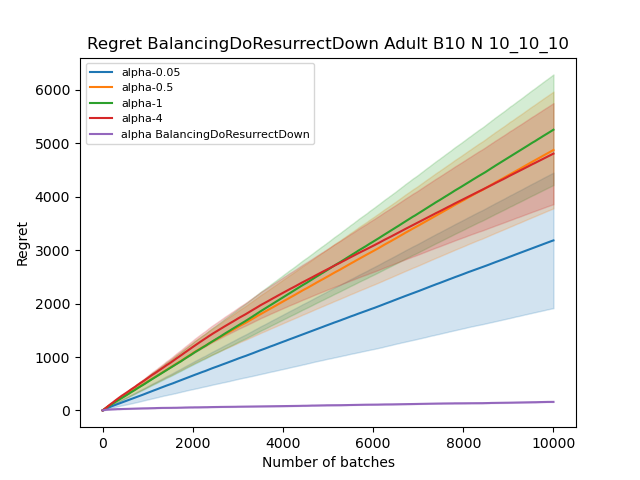 Regret BalancingDoResurrectDown Adult B10 N 10_10_10
alpha-0.05
alpha-0.5
alpha-1
alpha-4
alpha BalancingDoResurrectDown
6000
5000
4000
3000
2000
1000
0
Regret
0 2000 4000 6000 8000 10000
Number of batches